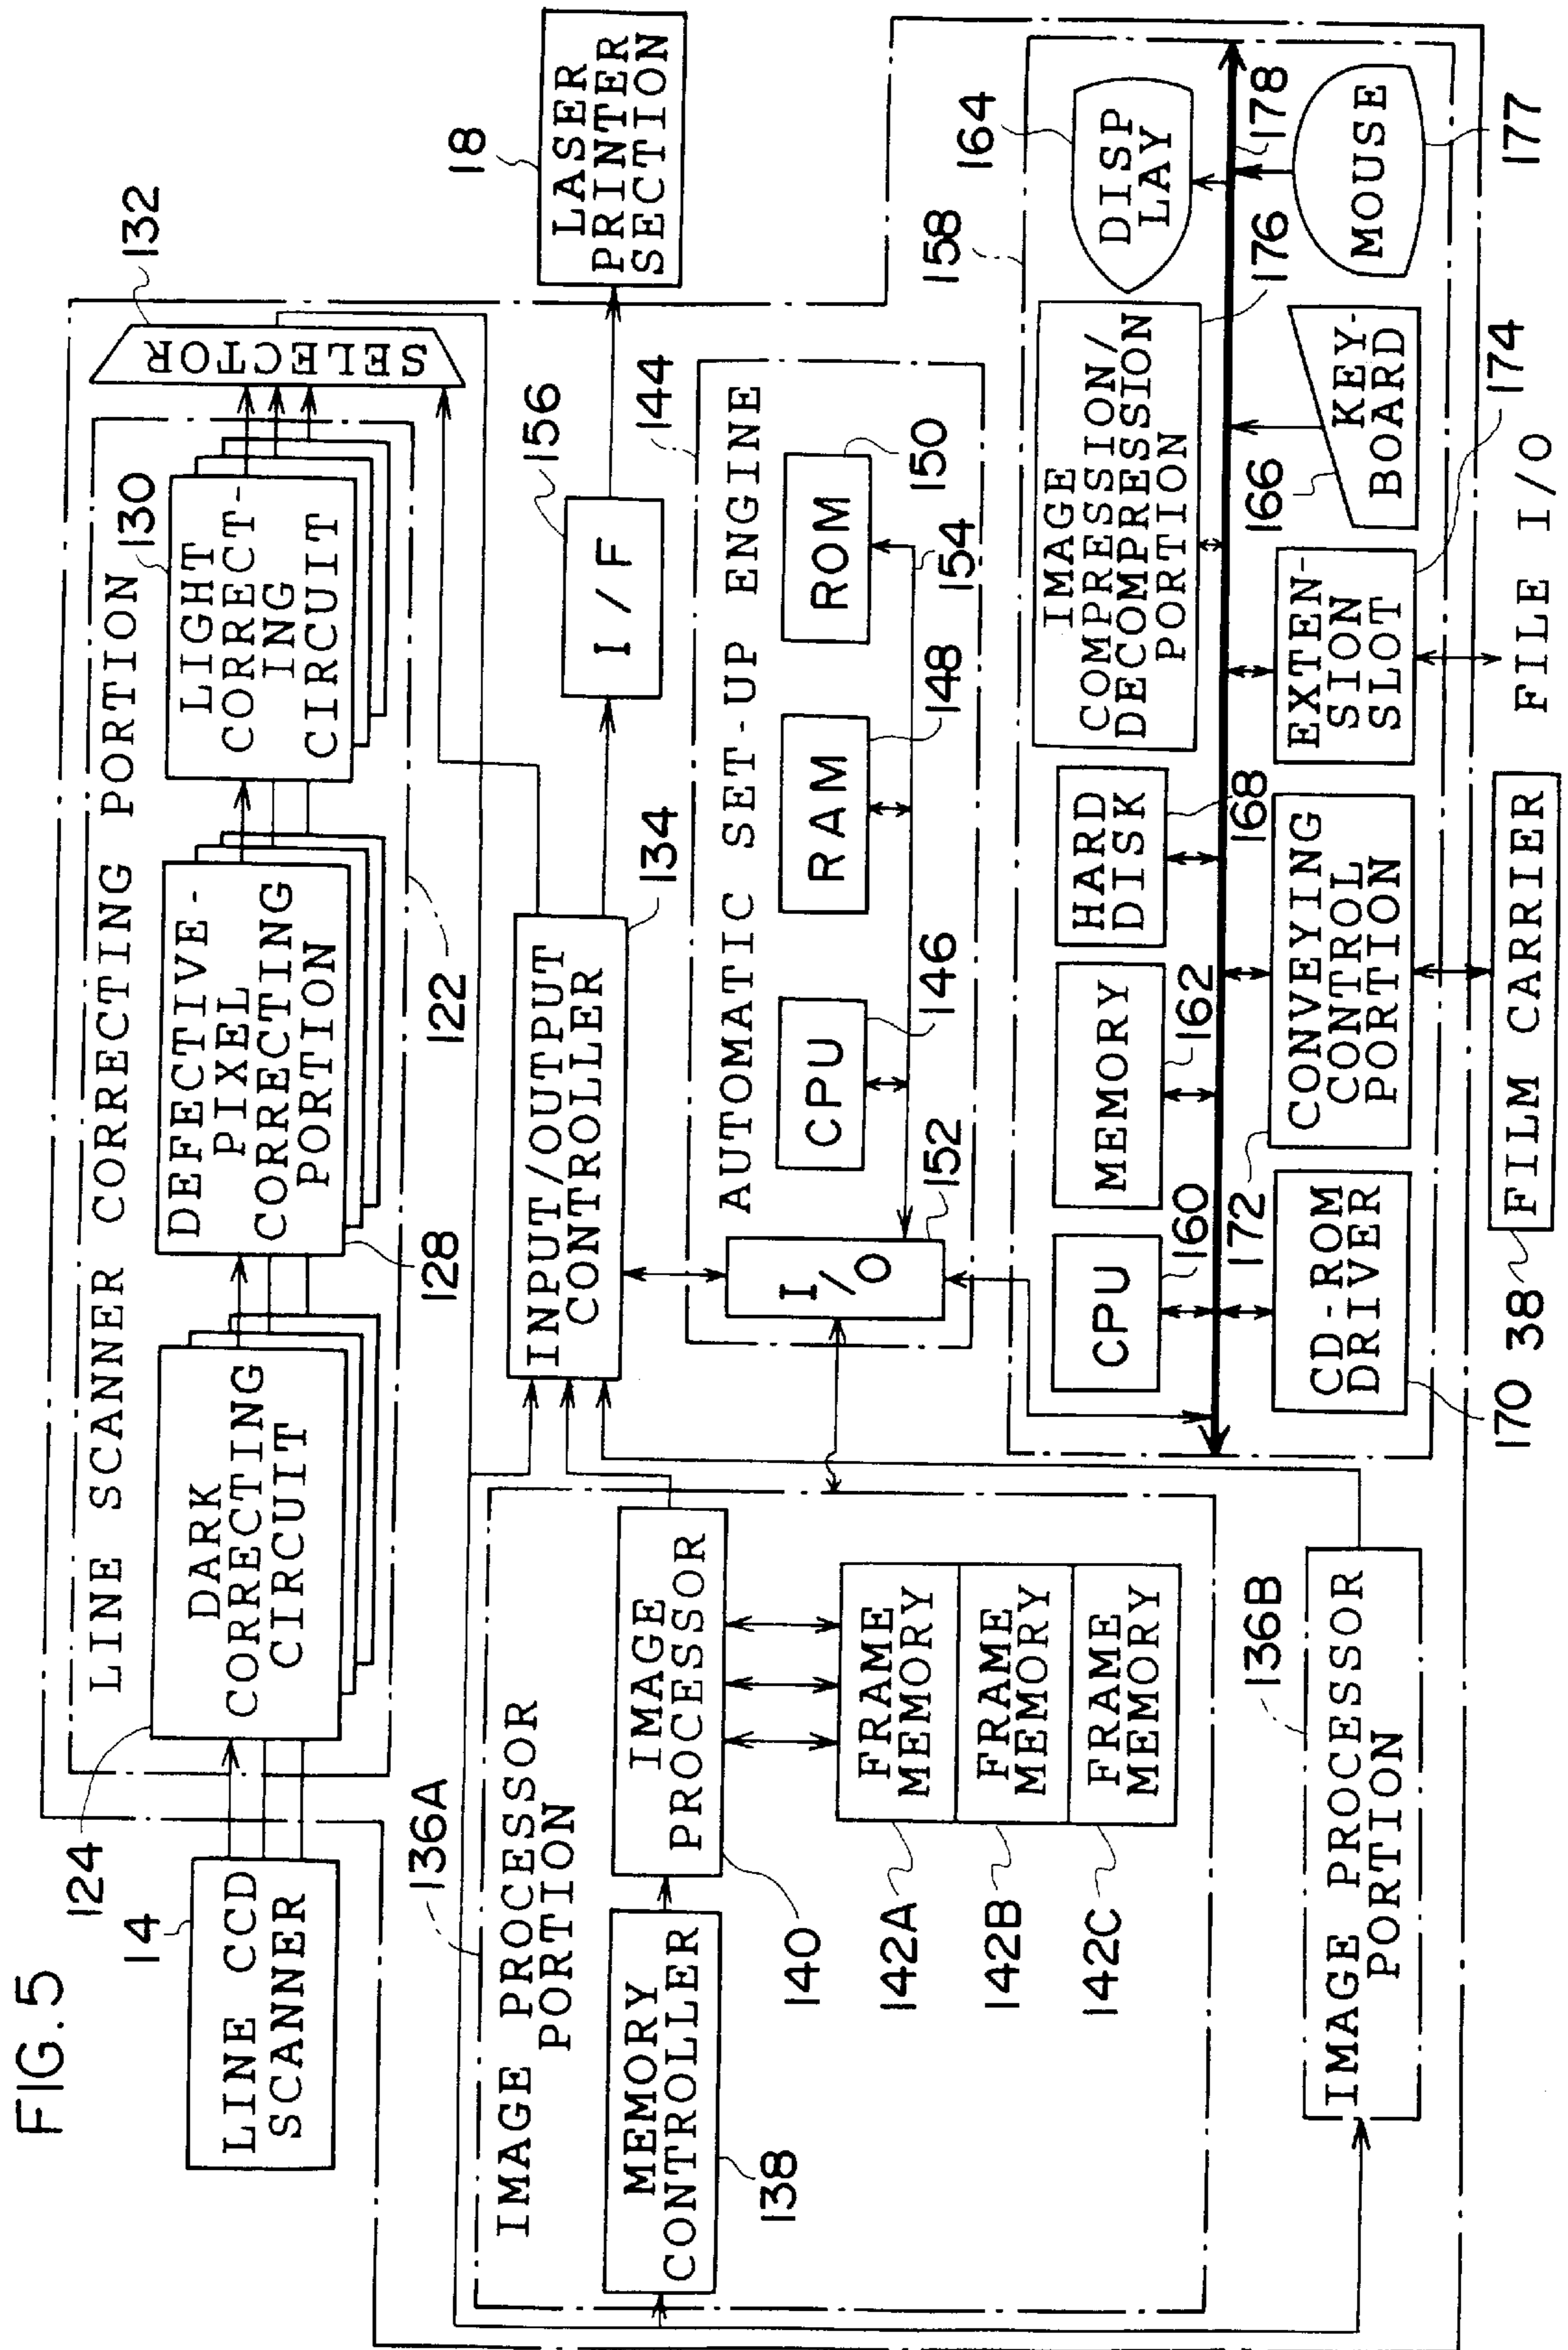 FIG. 5
14
LINE CCD
SCANNER
124
LINE SCANNER CORRECTING PORTION
DARK
CORRECTING
CIRCUIT
128
DEFECTIVE-
PIXEL
CORRECTING
PORTION
122
130
LIGHT
CORRECT-
ING
CIRCUIT
132
SELECTOR
18
LASER
PRINTER
SECTION
136A
IMAGE PROCESSOR
PORTION
MEMORY
CONTROLLER
138
IMAGE
PROCESSOR
140
FRAME
MEMORY
142A
FRAME
MEMORY
142B
FRAME
MEMORY
142C
136B
IMAGE PROCESSOR
PORTION
INPUT/OUTPUT
CONTROLLER
134
I/F
156
144
AUTOMATIC SET-UP ENGINE
I/O
152
CPU
146
RAM
148
ROM
150
154
158
CPU
160
MEMORY
162
HARD
DISK
168
IMAGE
COMPRESSION/
DECOMPRESSION
PORTION
176
DISP
LAY
164
178
CD-ROM
DRIVER
170
172
CONVEYING
CONTROL
PORTION
EXTEN-
SION
SLOT
174
166
KEY-
BOARD
MOUSE
177
38
FILM CARRIER
FILE I/O